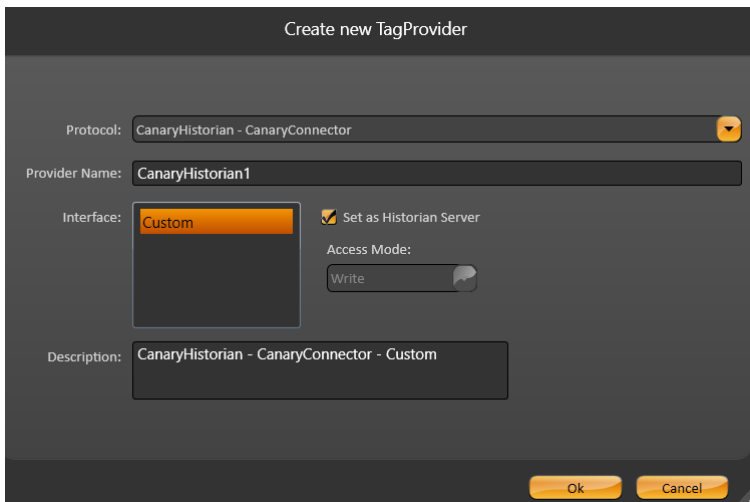 Create new TagProvider
Protocol: CanaryHistorian - CanaryConnector
Provider Name: CanaryHistorian1
Interface: Custom Set as Historian Server
Access Mode:
Write
Description: CanaryHistorian - CanaryConnector - Custom
Ok Cancel